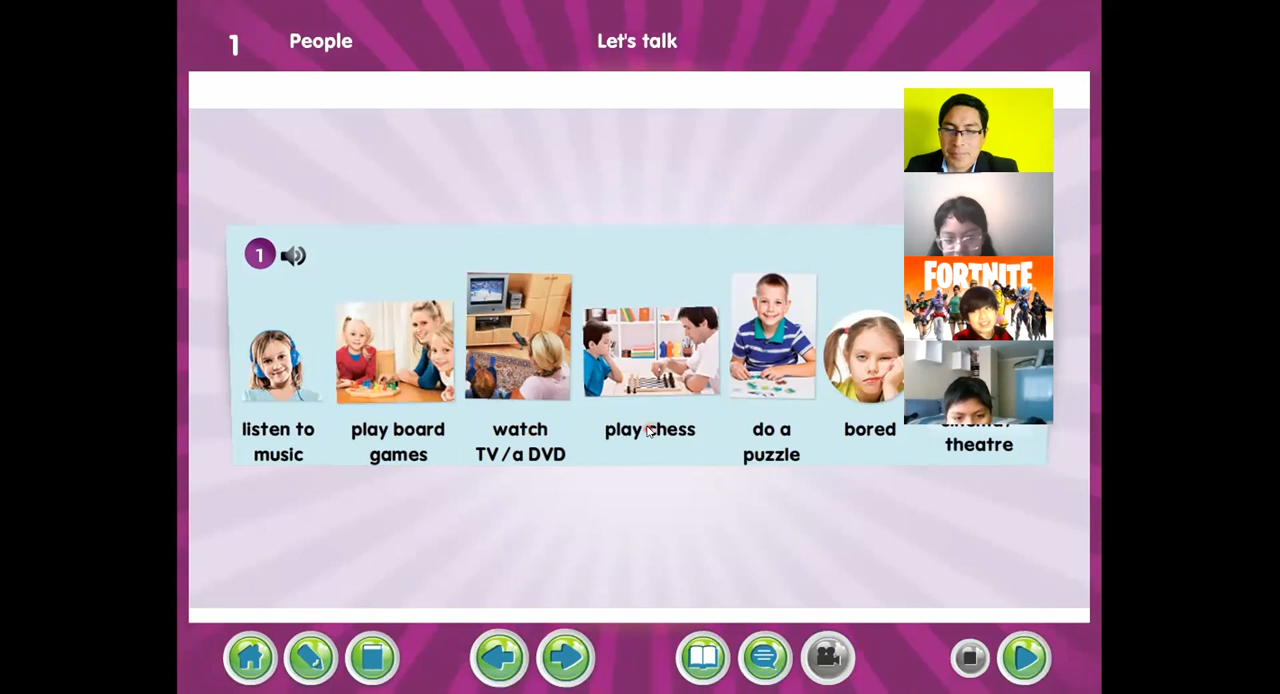 1 People Let's talk
FORTNITE
1
listen to
music
play board
games
watch
TV/a DVD
play chess
do a
puzzle
bored
theatre